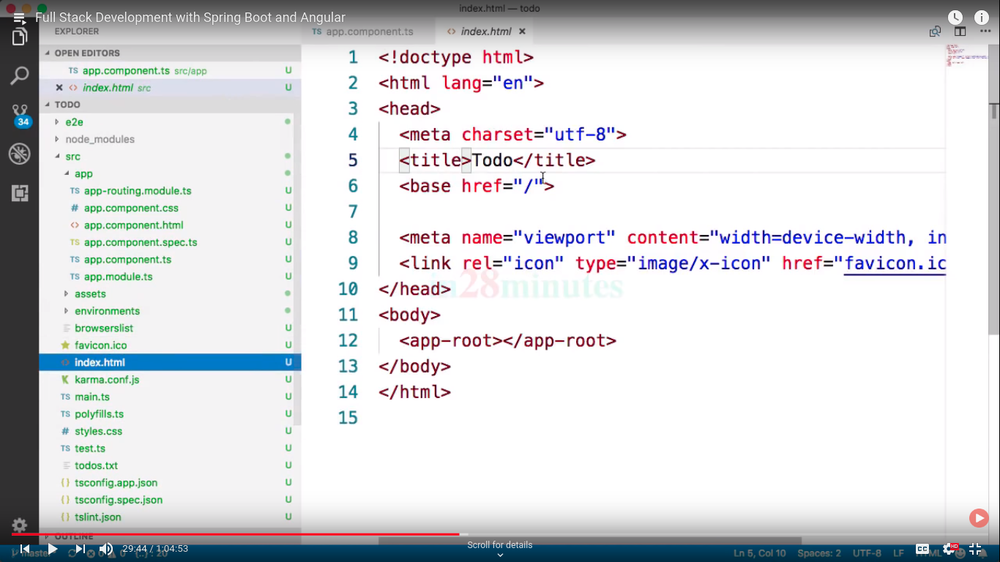 index.html — todo
Full Stack Development with Spring Boot and Angular
EXPLORER
OPEN EDITORS
TS app.component.ts src/app U
<> index.html src U
TODO
34
e2e
node_modules
src
app
TS app-routing.module.ts U
# app.component.css U
<> app.component.html U
TS app.component.spec.ts U
TS app.component.ts U
TS app.module.ts U
assets
environments
browserslist U
favicon.ico U
<> index.html U
karma.conf.js U
TS main.ts U
TS polyfills.ts U
# styles.css U
TS test.ts U
todos.txt U
{} tsconfig.app.json U
{} tsconfig.spec.json U
{} tslint.json U
OUTLINE
TS app.component.ts <> index.html
1 <!doctype html>
2 <html lang="en">
3 <head>
4 <meta charset="utf-8">
5 <title>Todo</title>
6 <base href="/">
7
8 <meta name="viewport" content="width=device-width, in
9 <link rel="icon" type="image/x-icon" href="favicon.ic
10 </head>
11 <body>
12 <app-root></app-root>
13 </body>
14 </html>
15
in28minutes
29:44 / 1:04:53
Scroll for details
CC HD
master 0 0 {..} : 20
Ln 5, Col 10 Spaces: 2 UTF-8 LF HTML